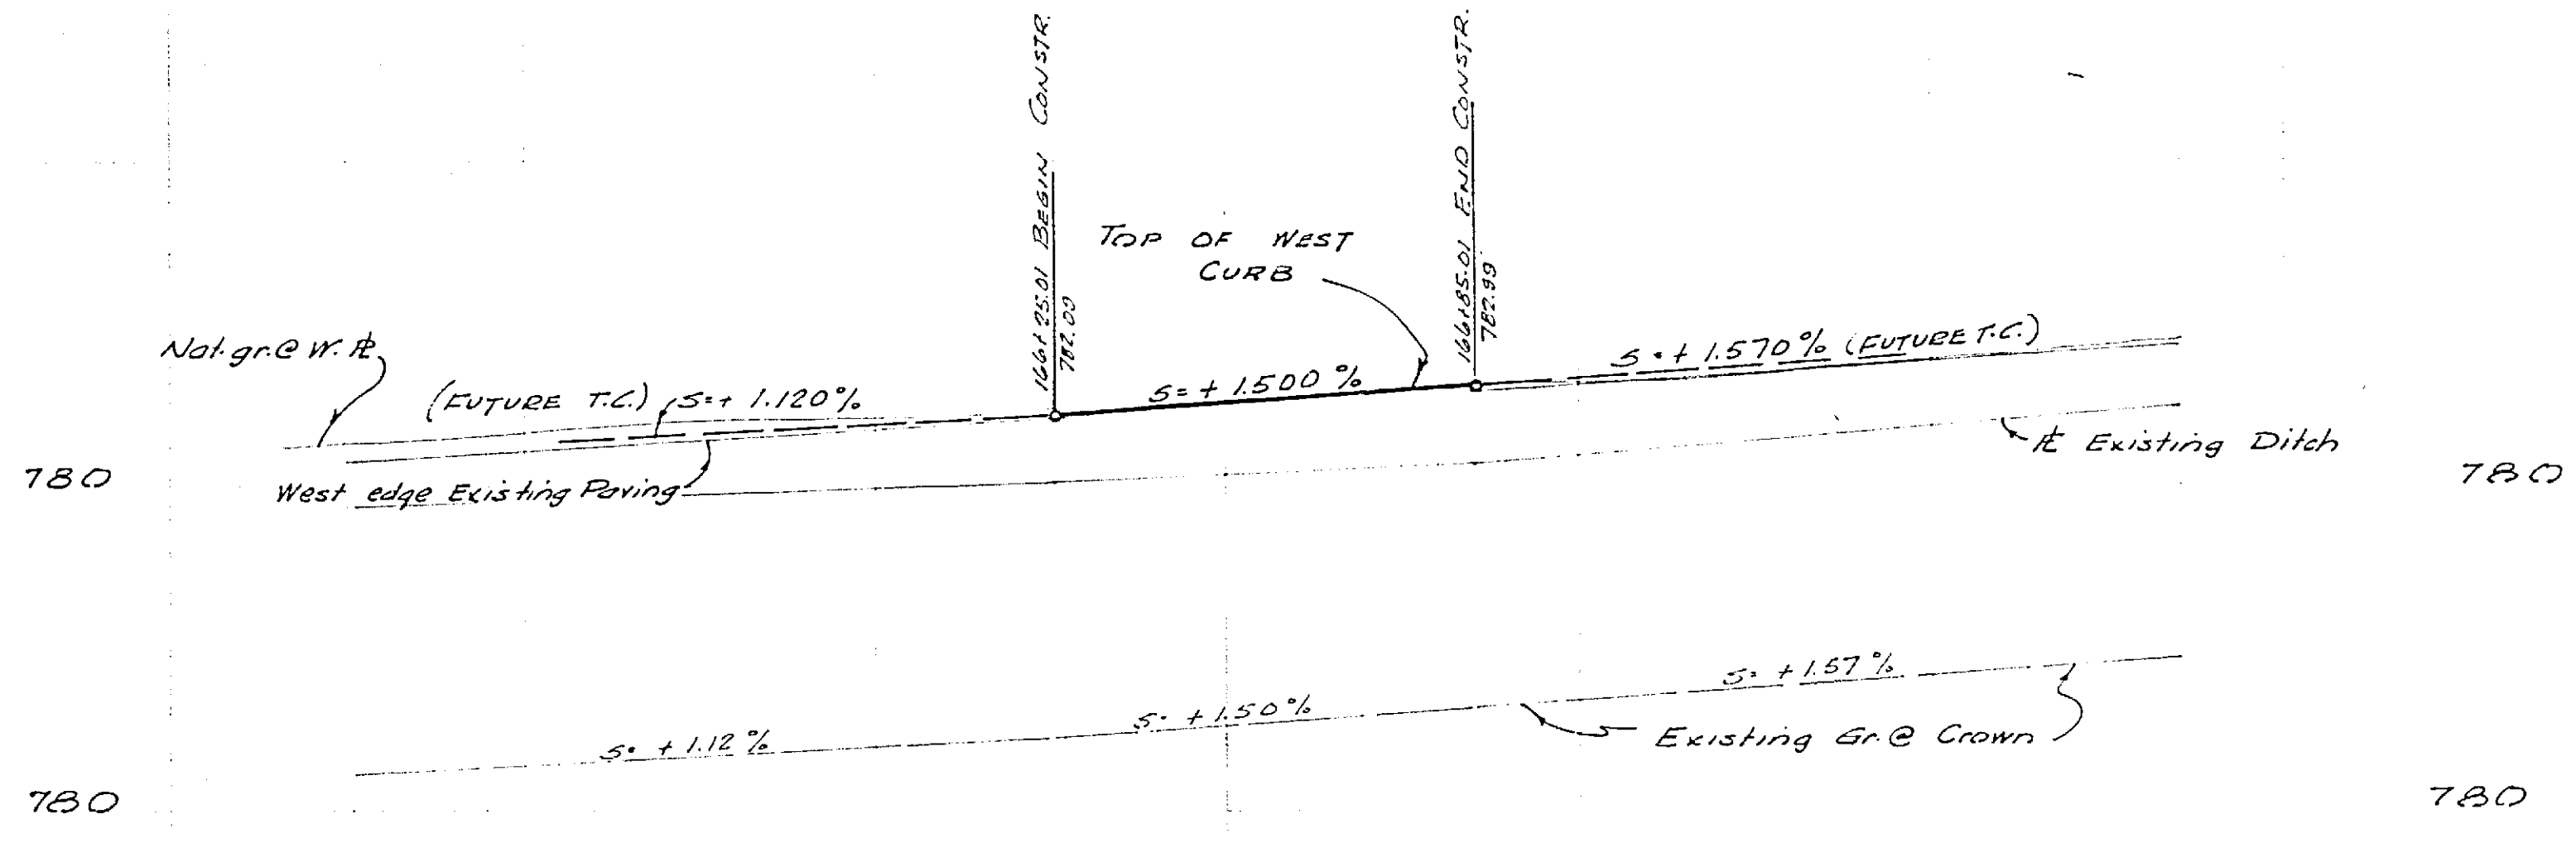 166+25.01 BEGIN CONSTR.
782.09
166+85.01 END CONSTR.
782.99
TOP OF WEST
CURB
Nat. gr. @ W. ⅊
(FUTURE T.C.) S=+ 1.120%
S=+ 1.500%
S=+ 1.570% (FUTURE T.C.)
West edge Existing Paving
⅊ Existing Ditch
780
780
S=+1.12%
S=+1.50%
S=+1.57%
Existing Gr. @ Crown
780
780